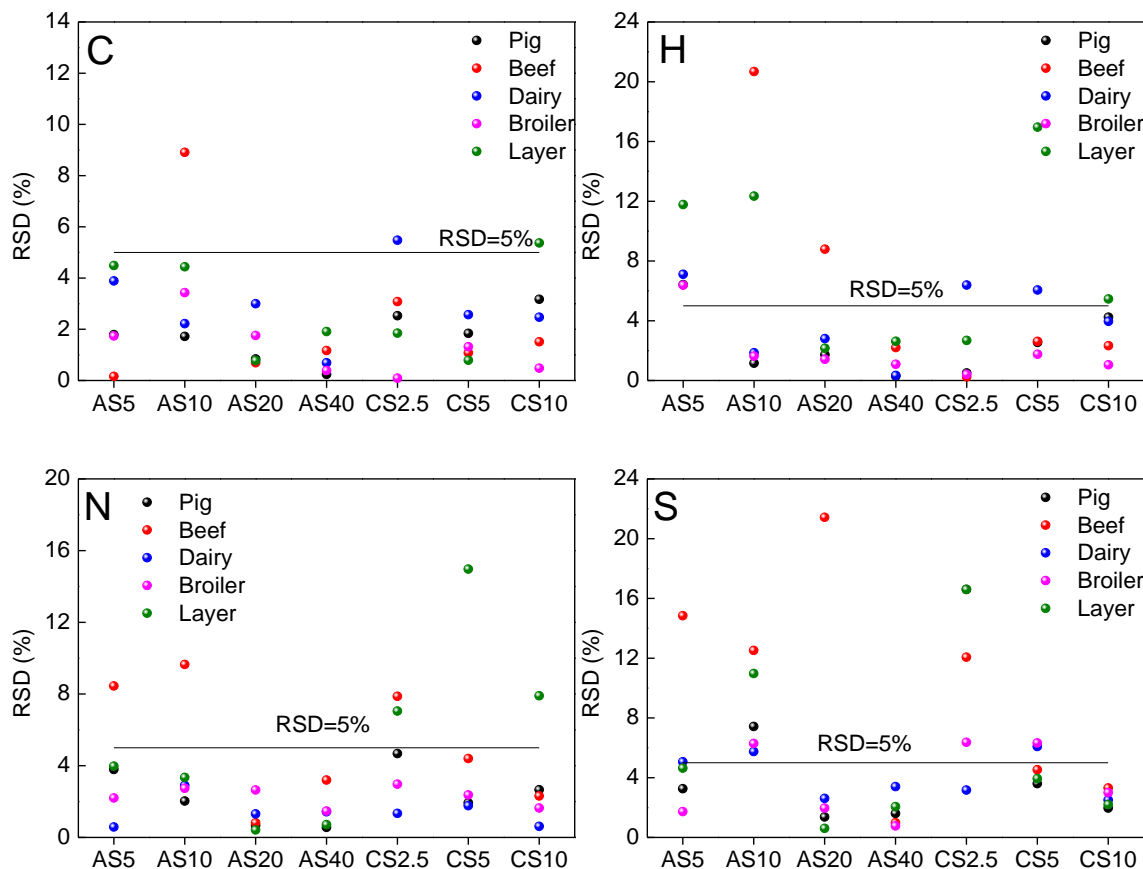 C
Pig
Beef
Dairy
Broiler
Layer
RSD=5%
RSD (%)
14
12
10
8
6
4
2
0
AS5 AS10 AS20 AS40 CS2.5 CS5 CS10
H
Pig
Beef
Dairy
Broiler
Layer
RSD=5%
RSD (%)
24
20
16
12
8
4
0
AS5 AS10 AS20 AS40 CS2.5 CS5 CS10
N
Pig
Beef
Dairy
Broiler
Layer
RSD=5%
RSD (%)
20
16
12
8
4
0
AS5 AS10 AS20 AS40 CS2.5 CS5 CS10
S
Pig
Beef
Dairy
Broiler
Layer
RSD=5%
RSD (%)
24
20
16
12
8
4
0
AS5 AS10 AS20 AS40 CS2.5 CS5 CS10